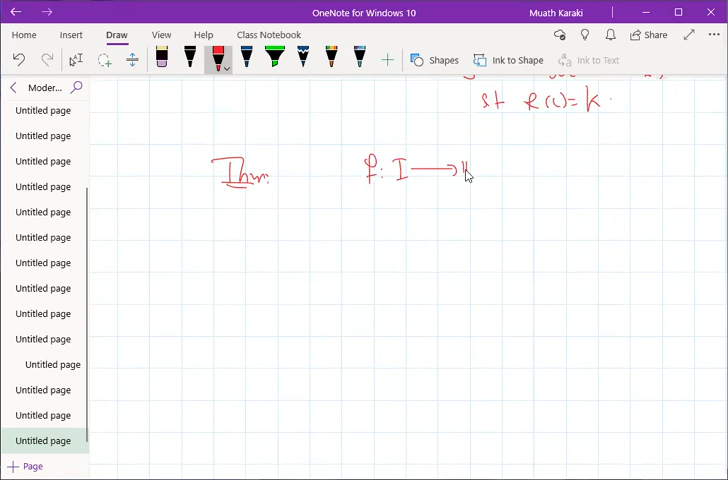 OneNote for Windows 10
Muath Karaki
Home Insert Draw View Help Class Notebook
Share
Shapes Ink to Shape Ink to Text
Moder...
Untitled page
Untitled page
Untitled page
Untitled page
Untitled page
Untitled page
Untitled page
Untitled page
Untitled page
Untitled page
Untitled page
Untitled page
Untitled page
Untitled page
+ Page
st R(c)=k.
Thm: f: I →